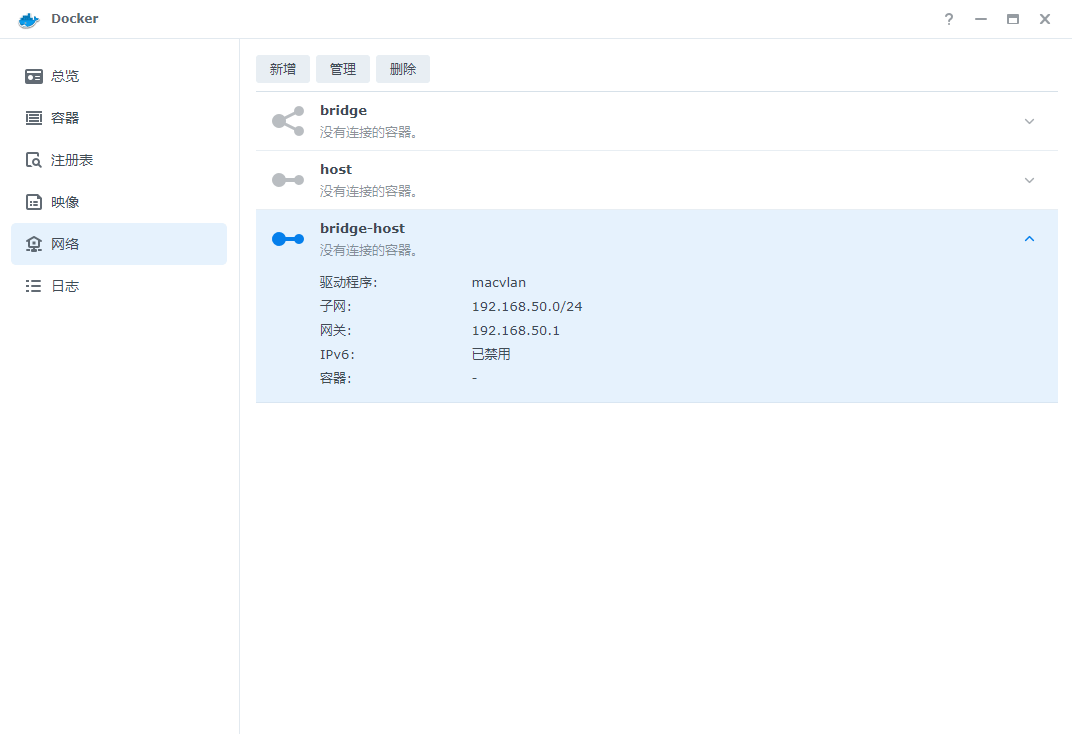 Docker
总览
容器
注册表
映像
网络
日志
新增 管理 删除
bridge
没有连接的容器。
host
没有连接的容器。
bridge-host
没有连接的容器。
驱动程序: macvlan
子网: 192.168.50.0/24
网关: 192.168.50.1
IPv6: 已禁用
容器: -